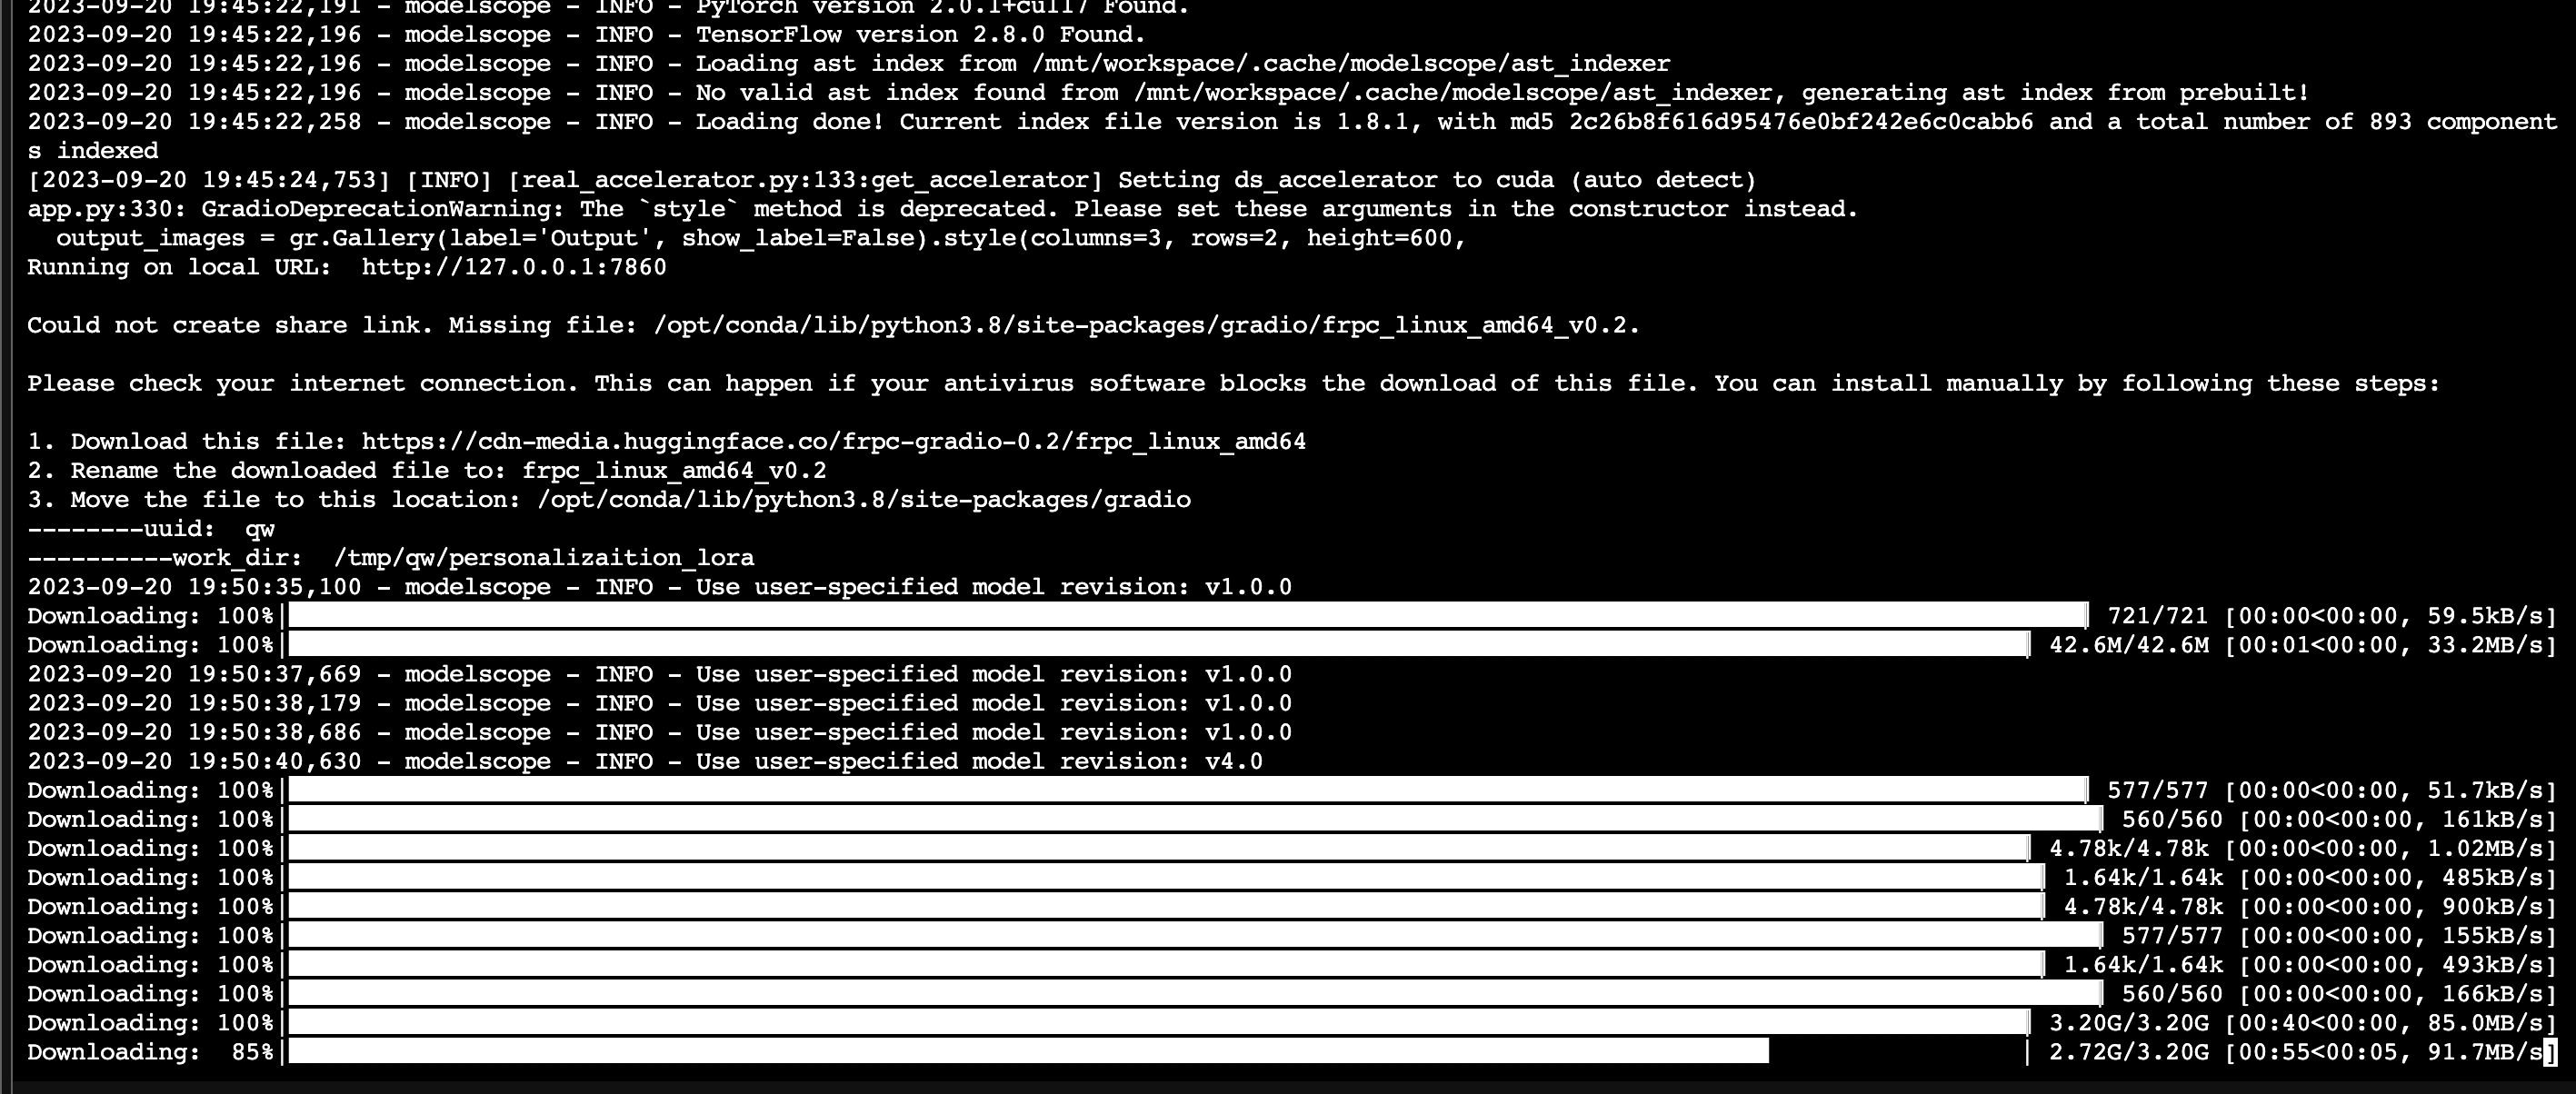 2023-09-20 19:45:22,191 - modelscope - INFO - PyTorch version 2.0.1+cu117 Found.
2023-09-20 19:45:22,196 - modelscope - INFO - TensorFlow version 2.8.0 Found.
2023-09-20 19:45:22,196 - modelscope - INFO - Loading ast index from /mnt/workspace/.cache/modelscope/ast_indexer
2023-09-20 19:45:22,196 - modelscope - INFO - No valid ast index found from /mnt/workspace/.cache/modelscope/ast_indexer, generating ast index from prebuilt!
2023-09-20 19:45:22,258 - modelscope - INFO - Loading done! Current index file version is 1.8.1, with md5 2c26b8f616d95476e0bf242e6c0cabb6 and a total number of 893 component
s indexed
[2023-09-20 19:45:24,753] [INFO] [real_accelerator.py:133:get_accelerator] Setting ds_accelerator to cuda (auto detect)
app.py:330: GradioDeprecationWarning: The `style` method is deprecated. Please set these arguments in the constructor instead.
  output_images = gr.Gallery(label='Output', show_label=False).style(columns=3, rows=2, height=600,
Running on local URL:  http://127.0.0.1:7860
Could not create share link. Missing file: /opt/conda/lib/python3.8/site-packages/gradio/frpc_linux_amd64_v0.2.
Please check your internet connection. This can happen if your antivirus software blocks the download of this file. You can install manually by following these steps:
1. Download this file: https://cdn-media.huggingface.co/frpc-gradio-0.2/frpc_linux_amd64
2. Rename the downloaded file to: frpc_linux_amd64_v0.2
3. Move the file to this location: /opt/conda/lib/python3.8/site-packages/gradio
--------uuid:  qw
----------work_dir:  /tmp/qw/personalizaition_lora
2023-09-20 19:50:35,100 - modelscope - INFO - Use user-specified model revision: v1.0.0
Downloading: 100%| 721/721 [00:00<00:00, 59.5kB/s]
Downloading: 100%| 42.6M/42.6M [00:01<00:00, 33.2MB/s]
2023-09-20 19:50:37,669 - modelscope - INFO - Use user-specified model revision: v1.0.0
2023-09-20 19:50:38,179 - modelscope - INFO - Use user-specified model revision: v1.0.0
2023-09-20 19:50:38,686 - modelscope - INFO - Use user-specified model revision: v1.0.0
2023-09-20 19:50:40,630 - modelscope - INFO - Use user-specified model revision: v4.0
Downloading: 100%| 577/577 [00:00<00:00, 51.7kB/s]
Downloading: 100%| 560/560 [00:00<00:00, 161kB/s]
Downloading: 100%| 4.78k/4.78k [00:00<00:00, 1.02MB/s]
Downloading: 100%| 1.64k/1.64k [00:00<00:00, 485kB/s]
Downloading: 100%| 4.78k/4.78k [00:00<00:00, 900kB/s]
Downloading: 100%| 577/577 [00:00<00:00, 155kB/s]
Downloading: 100%| 1.64k/1.64k [00:00<00:00, 493kB/s]
Downloading: 100%| 560/560 [00:00<00:00, 166kB/s]
Downloading: 100%| 3.20G/3.20G [00:40<00:00, 85.0MB/s]
Downloading:  85%| | 2.72G/3.20G [00:55<00:05, 91.7MB/s]